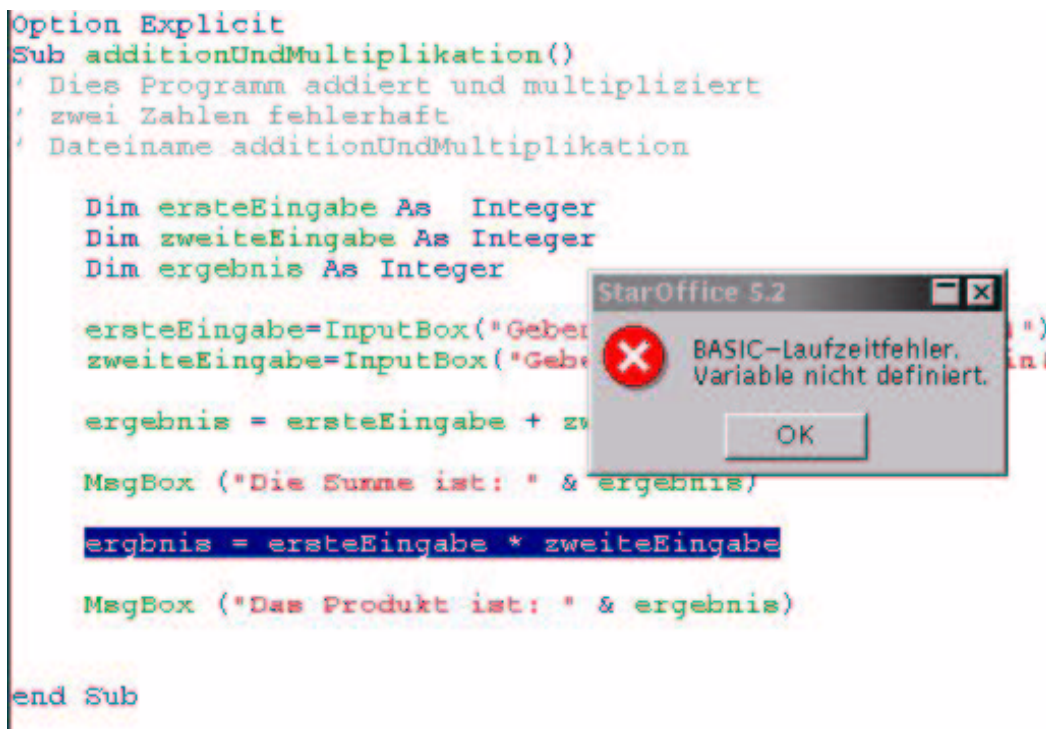 Option Explicit
Sub additionUndMultiplikation()
' Dies Programm addiert und multipliziert
' zwei Zahlen fehlerhaft
' Dateiname additionUndMultiplikation
Dim ersteEingabe As Integer
Dim zweiteEingabe As Integer
Dim ergebnis As Integer
StarOffice 5.2
ersteEingabe=InputBox("Geben
zweiteEingabe=InputBox("Geb
BASIC-Laufzeitfehler.
Variable nicht definiert.
OK
ergebnis = ersteEingabe +
MsgBox ("Die Summe ist: " & ergebnis)
ergbnis = ersteEingabe * zweiteEingabe
MsgBox ("Das Produkt ist: " & ergebnis)
end Sub